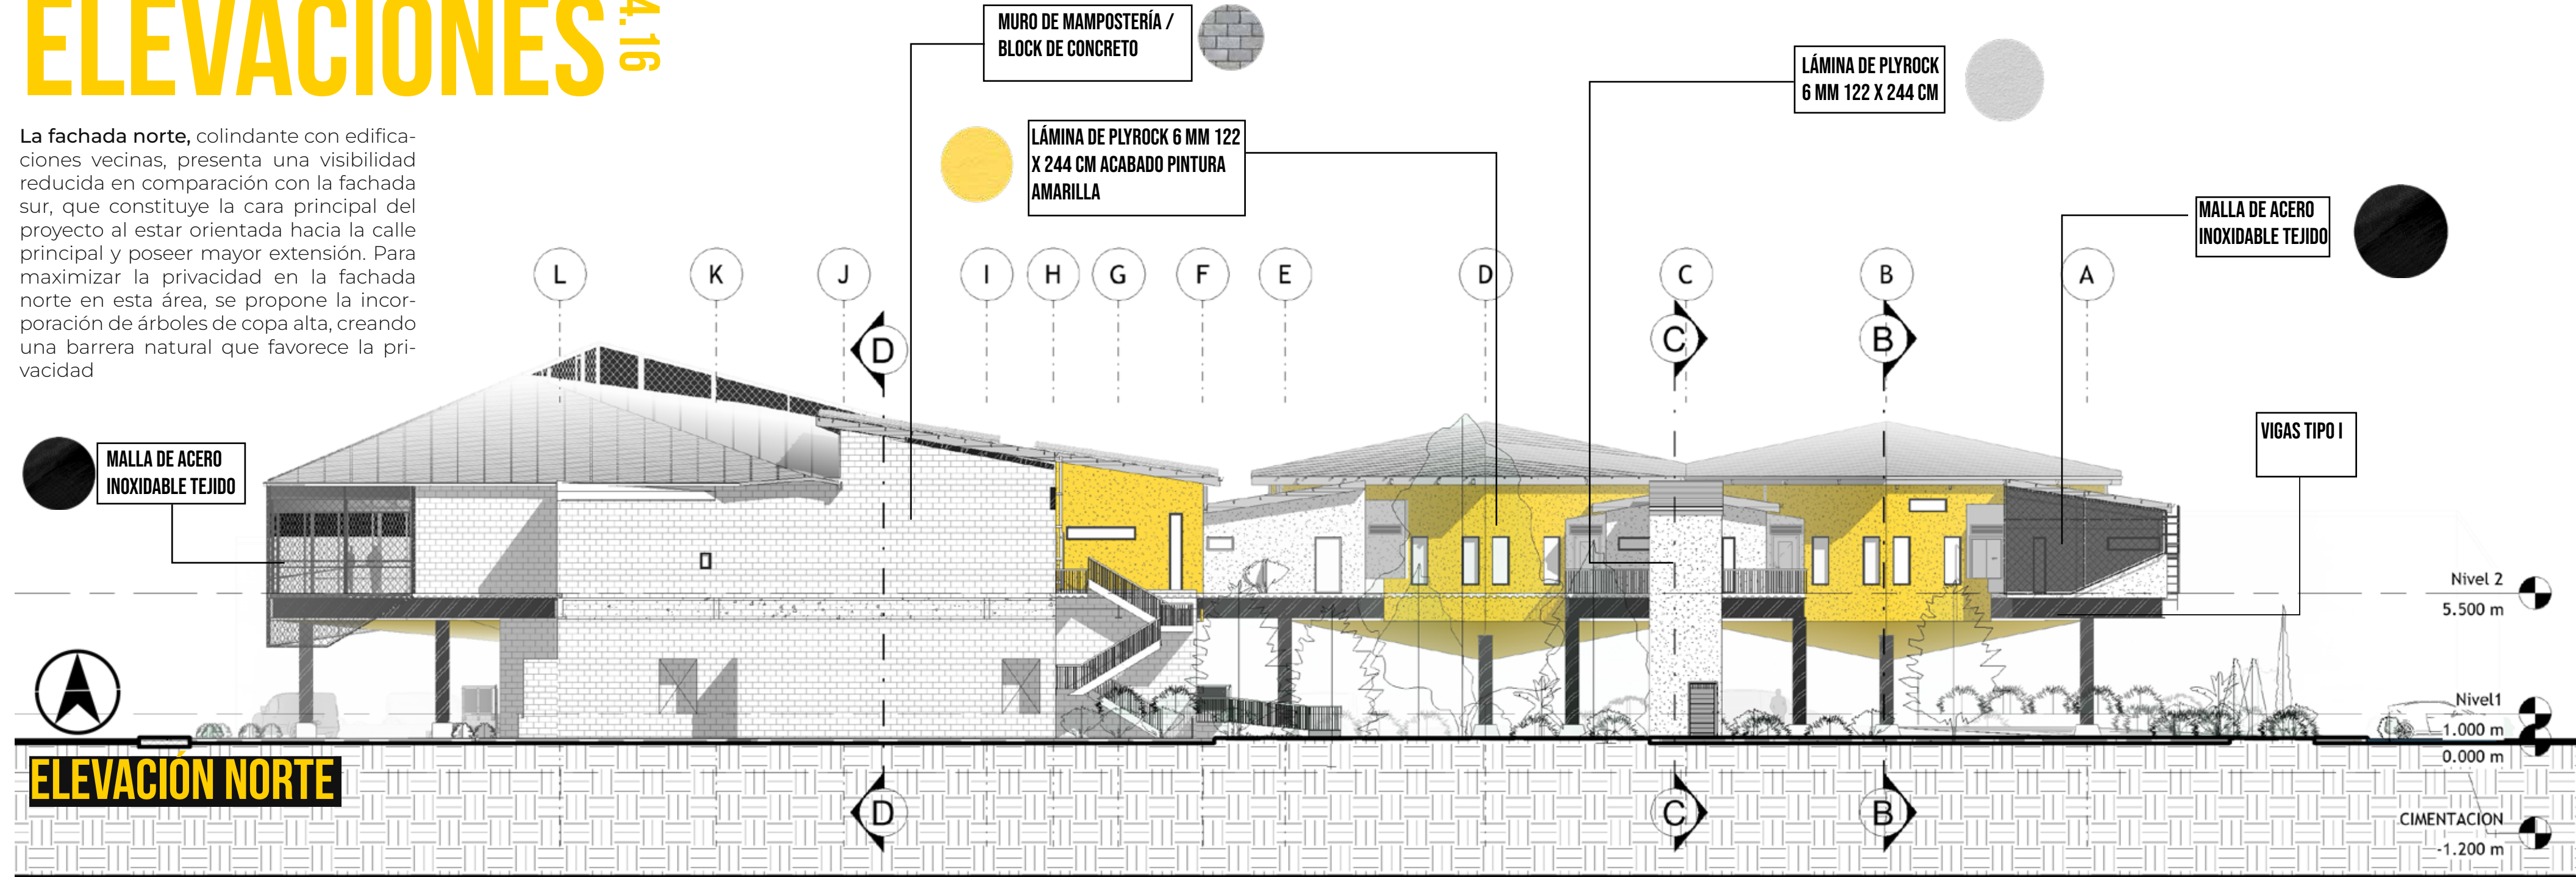 ELEVACIONES
4.16
La fachada norte, colindante con edifica-
ciones vecinas, presenta una visibilidad
reducida en comparación con la fachada
sur, que constituye la cara principal del
proyecto al estar orientada hacia la calle
principal y poseer mayor extensión. Para
maximizar la privacidad en la fachada
norte en esta área, se propone la incor-
poración de árboles de copa alta, creando
una barrera natural que favorece la pri-
vacidad
MURO DE MAMPOSTERÍA /
BLOCK DE CONCRETO
LÁMINA DE PLYROCK 6 MM 122
X 244 CM ACABADO PINTURA
AMARILLA
LÁMINA DE PLYROCK
6 MM 122 X 244 CM
MALLA DE ACERO
INOXIDABLE TEJIDO
L K J I H G F E D C B A
D C B
MALLA DE ACERO
INOXIDABLE TEJIDO
VIGAS TIPO I
Nivel 2
5.500 m
Nivel1
1.000 m
0.000 m
ELEVACIÓN NORTE
D C B
CIMENTACION
-1.200 m